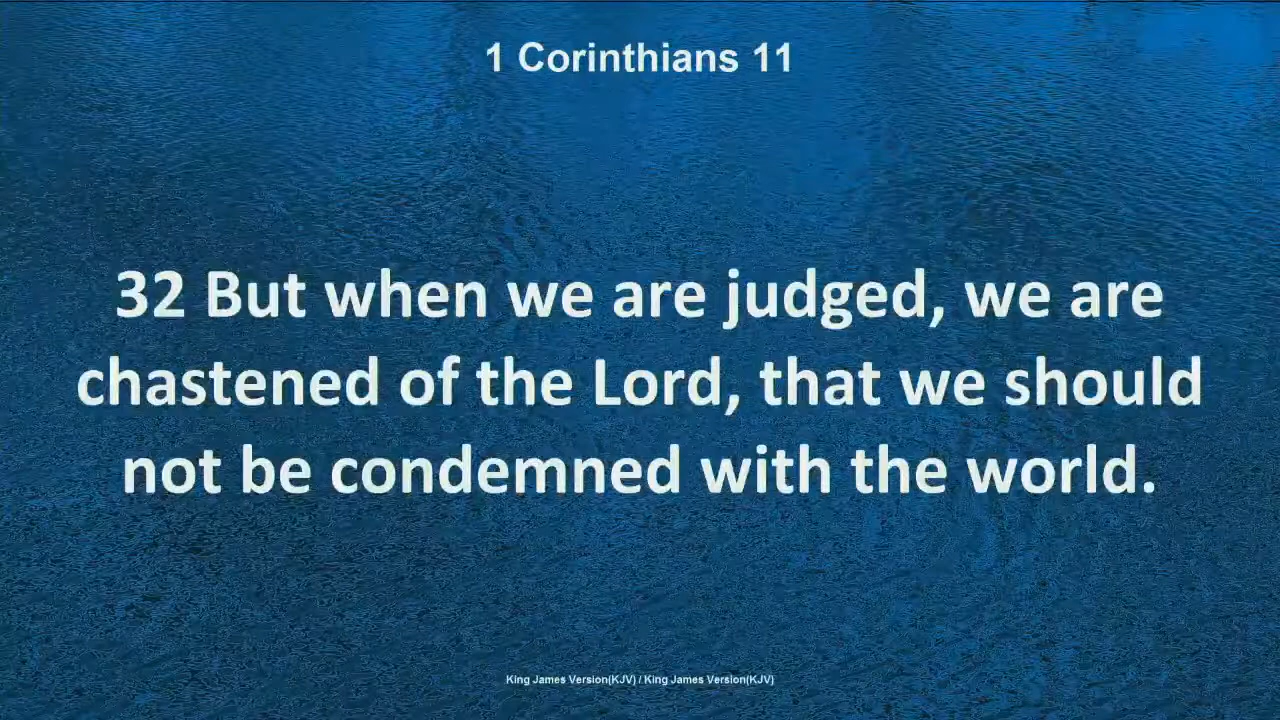 1 Corinthians 11
32 But when we are judged, we are
chastened of the Lord, that we should
not be condemned with the world.
King James Version(KJV) / King James Version(KJV)